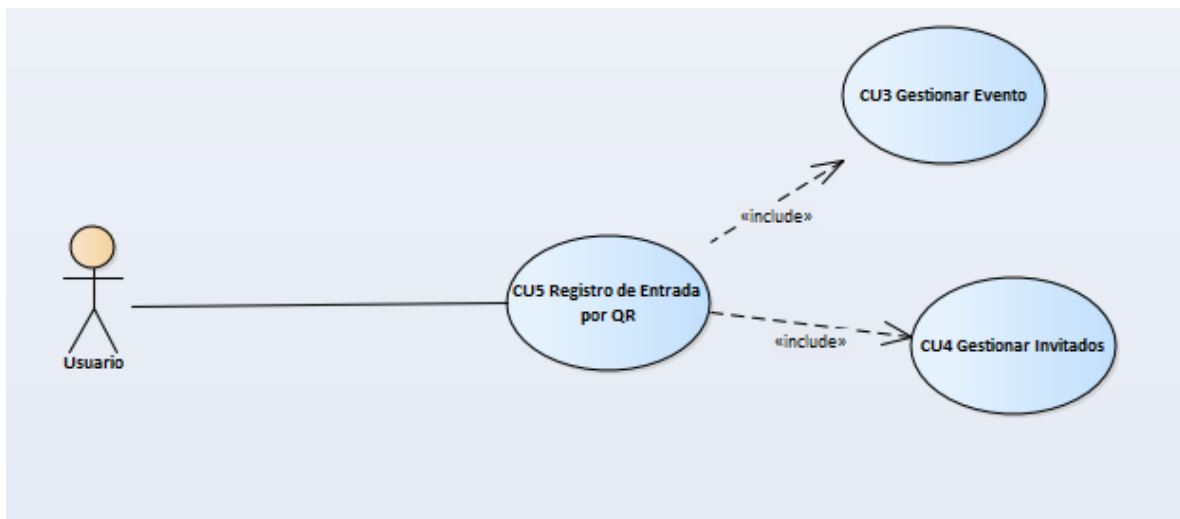 CU3 Gestionar Evento
«include»
CU5 Registro de Entrada
por QR
«include»
CU4 Gestionar Invitados
Usuario